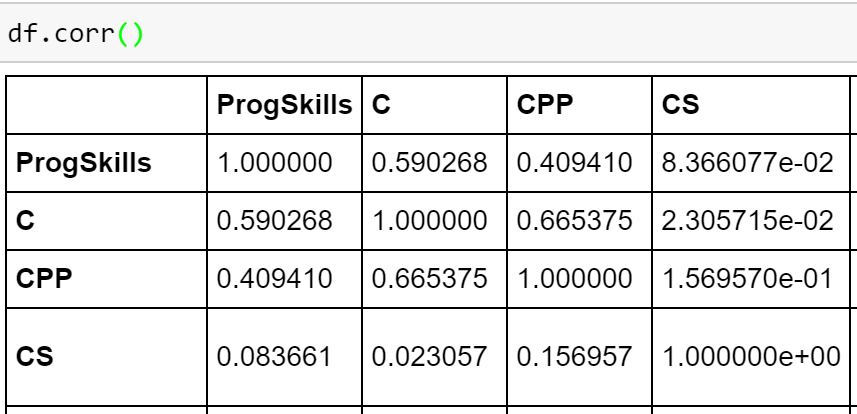 df.corr()
ProgSkills C CPP CS
ProgSkills 1.000000 0.590268 0.409410 8.366077e-02
C 0.590268 1.000000 0.665375 2.305715e-02
CPP 0.409410 0.665375 1.000000 1.569570e-01
CS 0.083661 0.023057 0.156957 1.000000e+00